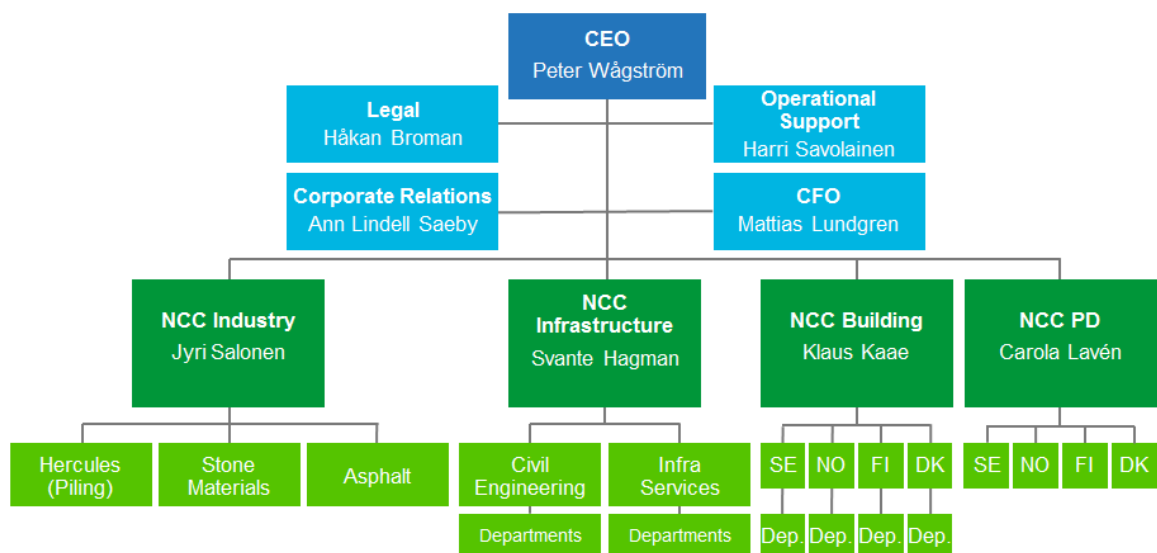 CEO
Peter Wågström
Legal
Håkan Broman
Operational
Support
Harri Savolainen
Corporate Relations
Ann Lindell Saeby
CFO
Mattias Lundgren
NCC Industry
Jyri Salonen
NCC
Infrastructure
Svante Hagman
NCC Building
Klaus Kaae
NCC PD
Carola Lavén
Hercules
(Piling)
Stone
Materials
Asphalt
Civil
Engineering
Infra
Services
SE
NO
FI
DK
SE
NO
FI
DK
Departments
Departments
Dep.
Dep.
Dep.
Dep.